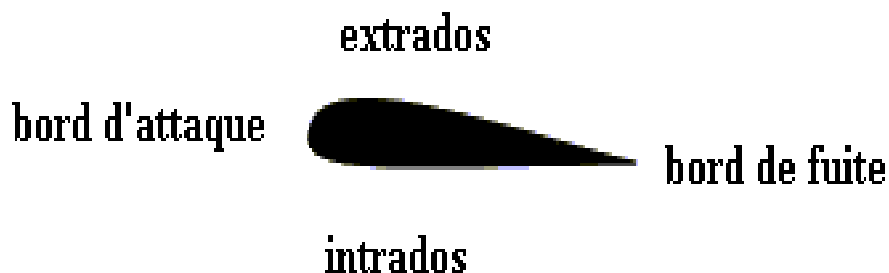 extrados
bord d'attaque
bord de fuite
intrados